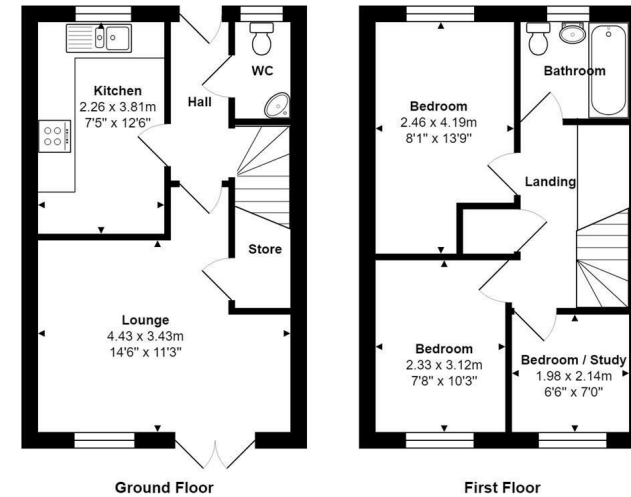 Kitchen
2.26 x 3.81m
7'5" x 12'6"
Hall
WC
Store
Lounge
4.43 x 3.43m
14'6" x 11'3"
Ground Floor
Bedroom
2.46 x 4.19m
8'1" x 13'9"
Bathroom
Landing
Bedroom
2.33 x 3.12m
7'8" x 10'3"
Bedroom / Study
1.98 x 2.14m
6'6" x 7'0"
First Floor